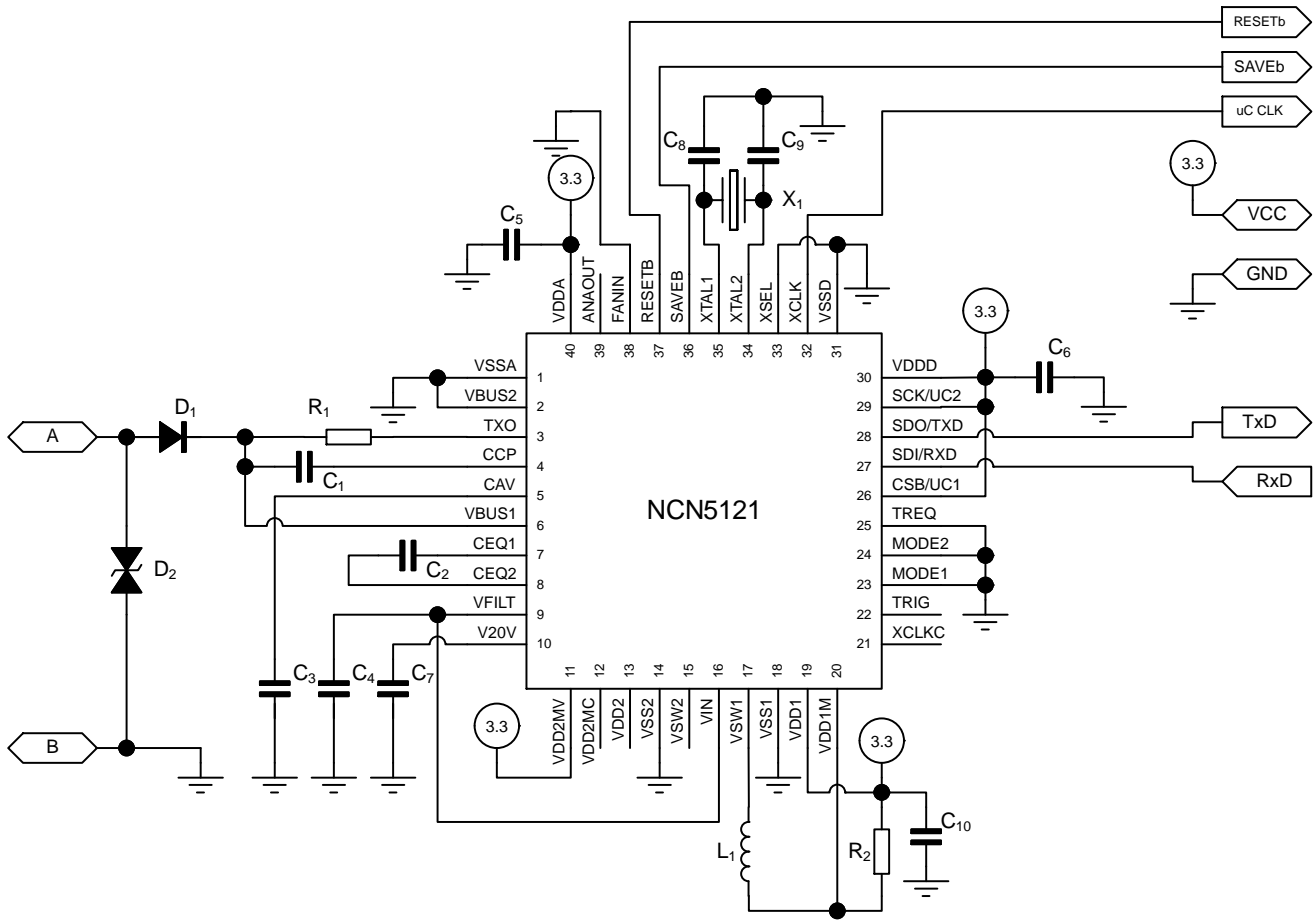 RESETb
SAVEb
uC CLK
C8
C9
3.3
3.3
X1
VCC
C5
GND
VDDA
ANAOUT
FANIN
RESETB
SAVEB
XTAL1
XTAL2
XSEL
XCLK
VSSD
3.3
40
39
38
37
36
35
34
33
32
31
C6
VSSA
1
30
VDDD
VBUS2
2
29
SCK/UC2
A
D1
R1
TXO
3
28
SDO/TXD
TxD
C1
CCP
4
27
SDI/RXD
RxD
CAV
5
26
CSB/UC1
NCN5121
VBUS1
6
25
TREQ
D2
C2
CEQ1
7
24
MODE2
CEQ2
8
23
MODE1
VFILT
9
22
TRIG
V20V
10
21
XCLKC
C3
C4
C7
11
12
13
14
15
16
17
18
19
20
3.3
VDD2MV
VDD2MC
VDD2
VSS2
VSW2
VIN
VSW1
VSS1
VDD1
VDD1M
3.3
B
L1
R2
C10